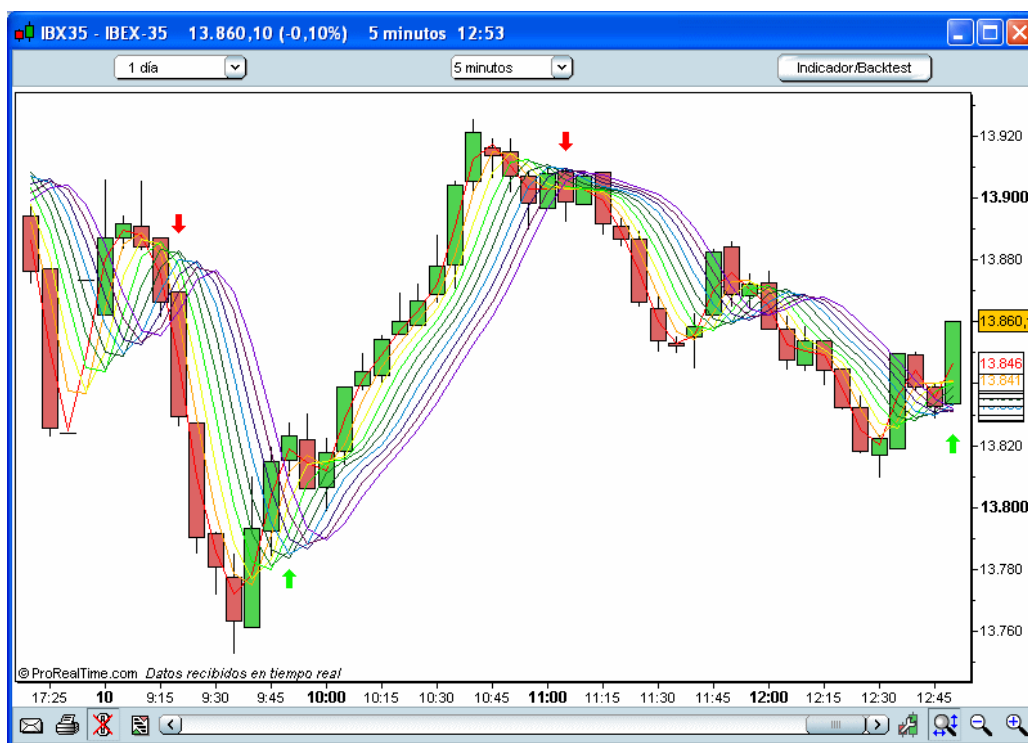 IBX35 - IBEX-35 13.860,10 (-0,10%) 5 minutos 12:53
1 día 5 minutos Indicador/Backtest
13.920
13.900
13.880
13.860,
13.846
13.841
13.820
13.800
13.780
13.760
© ProRealTime.com Datos recibidos en tiempo real
17:25 10 9:15 9:30 9:45 10:00 10:15 10:30 10:45 11:00 11:15 11:30 11:45 12:00 12:15 12:30 12:45